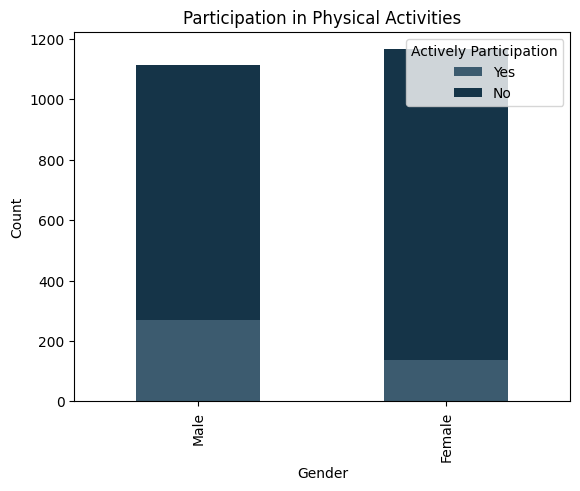 Participation in Physical Activities
Actively Participation
Yes
No
1200
1000
800
600
400
200
0
Count
Male
Female
Gender